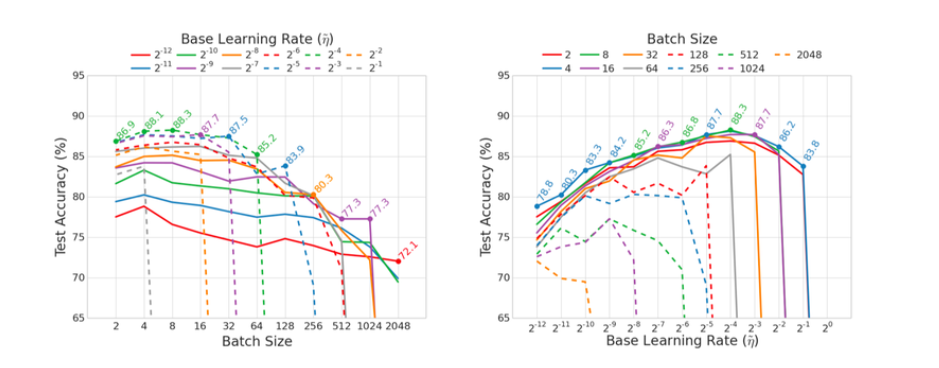 Base Learning Rate (η̃)
2⁻¹² 2⁻¹⁰ 2⁻⁸ 2⁻⁶ 2⁻⁴ 2⁻²
2⁻¹¹ 2⁻⁹ 2⁻⁷ 2⁻⁵ 2⁻³ 2⁻¹
Test Accuracy (%)
95
90
85
80
75
70
65
86.9 88.1 88.3 87.7 87.5 85.2 83.9 80.3 77.3 77.3 72.1
2 4 8 16 32 64 128 256 512 1024 2048
Batch Size
Batch Size
2 8 32 128 512 2048
4 16 64 256 1024
Test Accuracy (%)
95
90
85
80
75
70
65
78.8 80.3 83.3 84.2 85.2 86.3 86.8 87.7 88.3 87.7 86.2 83.8
2⁻¹² 2⁻¹¹ 2⁻¹⁰ 2⁻⁹ 2⁻⁸ 2⁻⁷ 2⁻⁶ 2⁻⁵ 2⁻⁴ 2⁻³ 2⁻² 2⁻¹ 2⁰
Base Learning Rate (η̃)